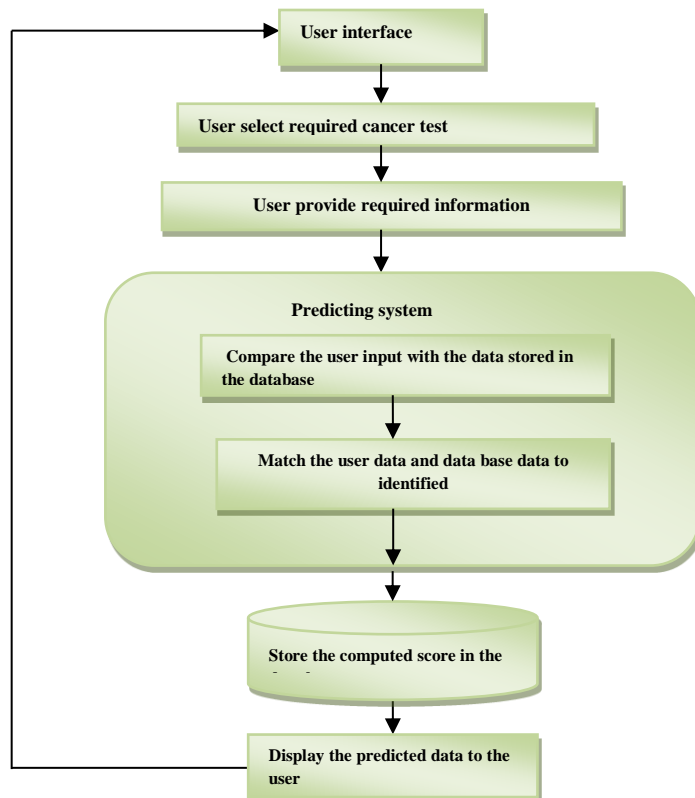 User interface
User select required cancer test
User provide required information
Predicting system
Compare the user input with the data stored in
the database
Match the user data and data base data to
identified
Store the computed score in the
Display the predicted data to the
user